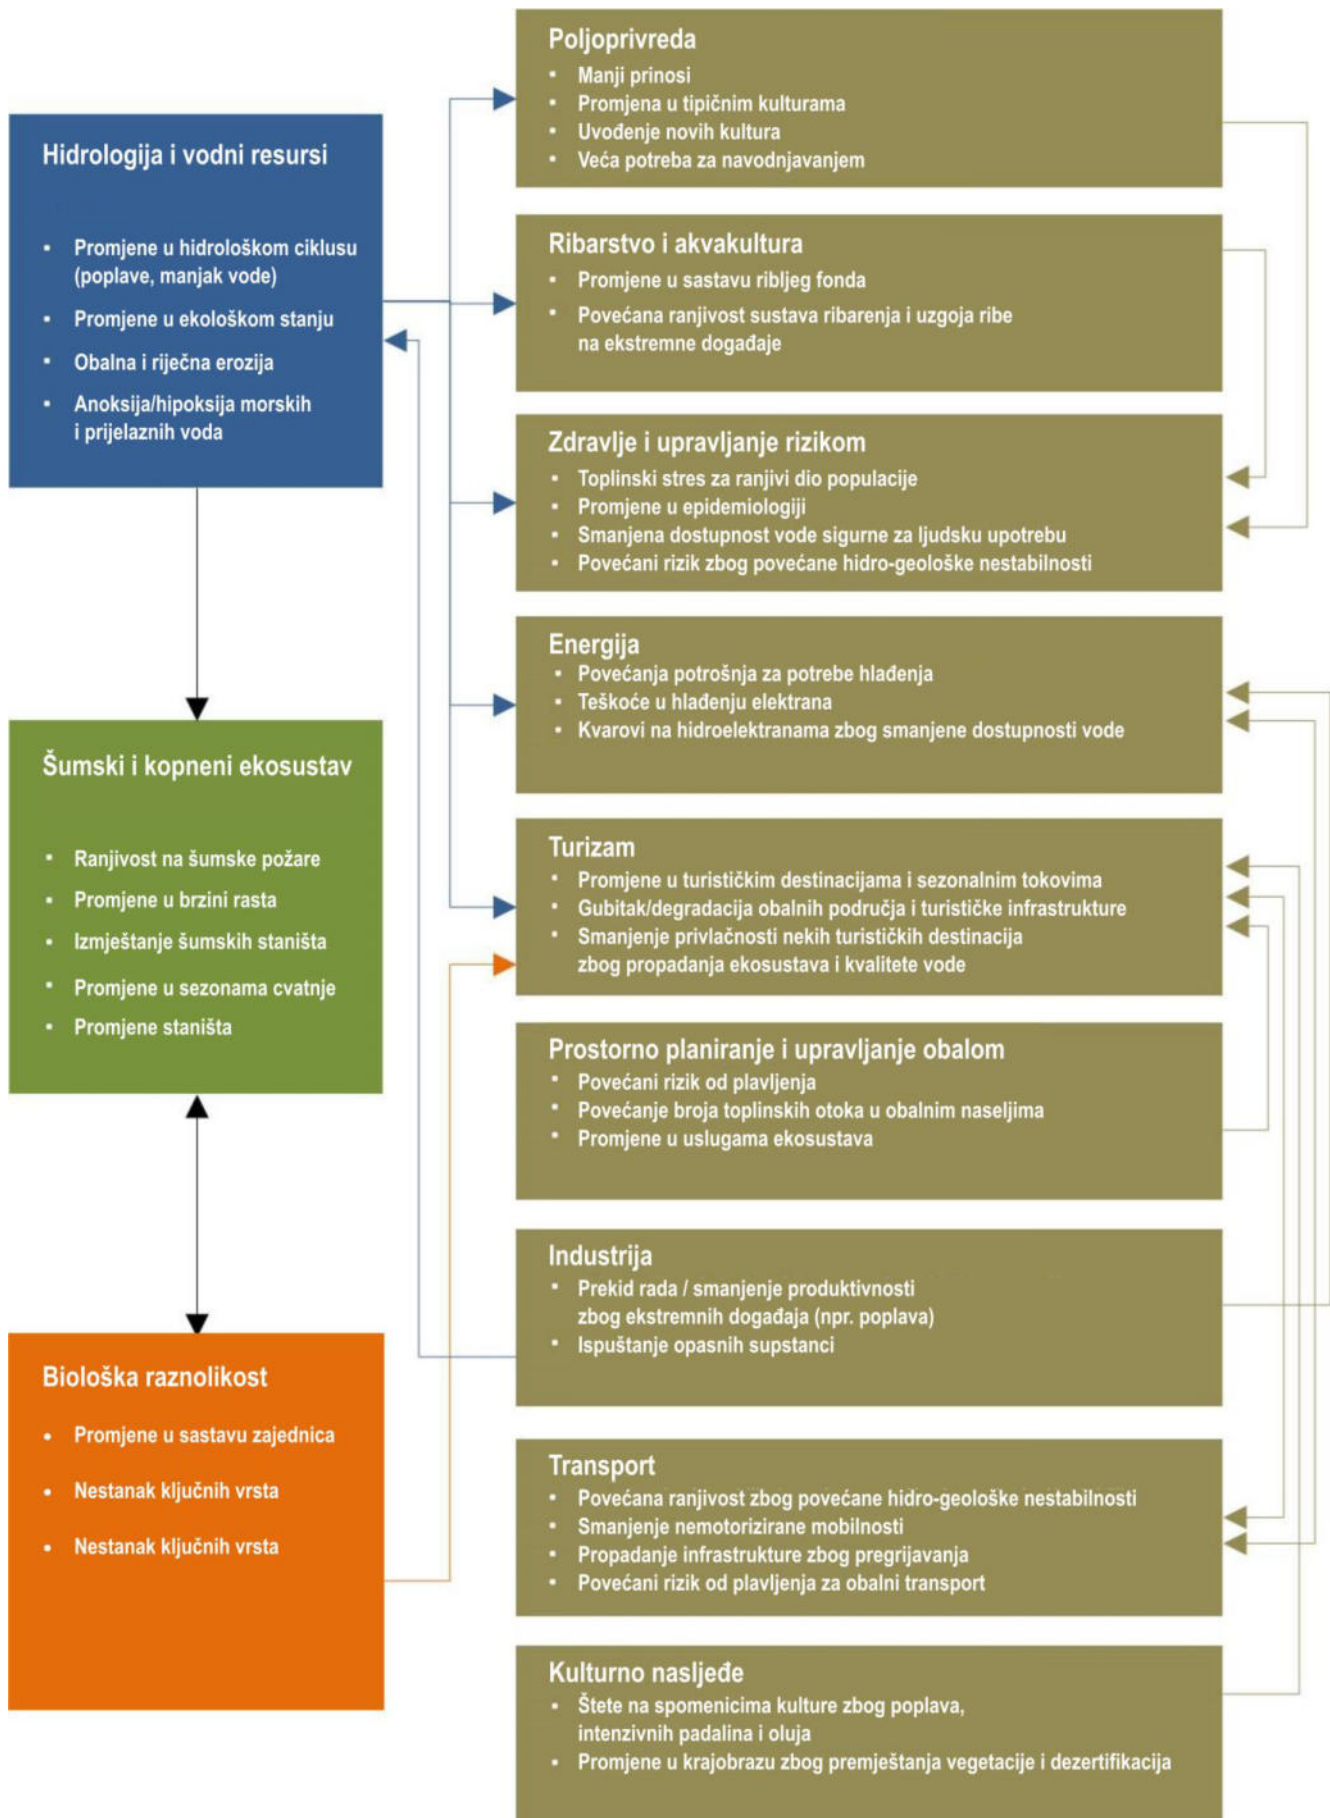 Hidrologija i vodni resursi
▪ Promjene u hidrološkom ciklusu
(poplave, manjak vode)
▪ Promjene u ekološkom stanju
▪ Obalna i riječna erozija
▪ Anoksija/hipoksija morskih
i prijelaznih voda
Šumski i kopneni ekosustav
▪ Ranjivost na šumske požare
▪ Promjene u brzini rasta
▪ Izmještanje šumskih staništa
▪ Promjene u sezonama cvatnje
▪ Promjene staništa
Biološka raznolikost
• Promjene u sastavu zajednica
• Nestanak ključnih vrsta
• Nestanak ključnih vrsta
Poljoprivreda
▪ Manji prinosi
▪ Promjena u tipičnim kulturama
▪ Uvođenje novih kultura
▪ Veća potreba za navodnjavanjem
Ribarstvo i akvakultura
▪ Promjene u sastavu ribljeg fonda
▪ Povećana ranjivost sustava ribarenja i uzgoja ribe
na ekstremne događaje
Zdravlje i upravljanje rizikom
▪ Toplinski stres za ranjivi dio populacije
▪ Promjene u epidemiologiji
▪ Smanjena dostupnost vode sigurne za ljudsku upotrebu
▪ Povećani rizik zbog povećane hidro-geološke nestabilnosti
Energija
▪ Povećanja potrošnja za potrebe hlađenja
▪ Teškoće u hlađenju elektrana
▪ Kvarovi na hidroelektranama zbog smanjene dostupnosti vode
Turizam
▪ Promjene u turističkim destinacijama i sezonalnim tokovima
▪ Gubitak/degradacija obalnih područja i turističke infrastrukture
▪ Smanjenje privlačnosti nekih turističkih destinacija
zbog propadanja ekosustava i kvalitete vode
Prostorno planiranje i upravljanje obalom
▪ Povećani rizik od plavljenja
▪ Povećanje broja toplinskih otoka u obalnim naseljima
▪ Promjene u uslugama ekosustava
Industrija
▪ Prekid rada / smanjenje produktivnosti
zbog ekstremnih događaja (npr. poplava)
▪ Ispuštanje opasnih supstanci
Transport
▪ Povećana ranjivost zbog povećane hidro-geološke nestabilnosti
▪ Smanjenje nemotorizirane mobilnosti
▪ Propadanje infrastrukture zbog pregrijavanja
▪ Povećani rizik od plavljenja za obalni transport
Kulturno nasljeđe
▪ Štete na spomenicima kulture zbog poplava,
intenzivnih padalina i oluja
▪ Promjene u krajobrazu zbog premještanja vegetacije i dezertifikacija